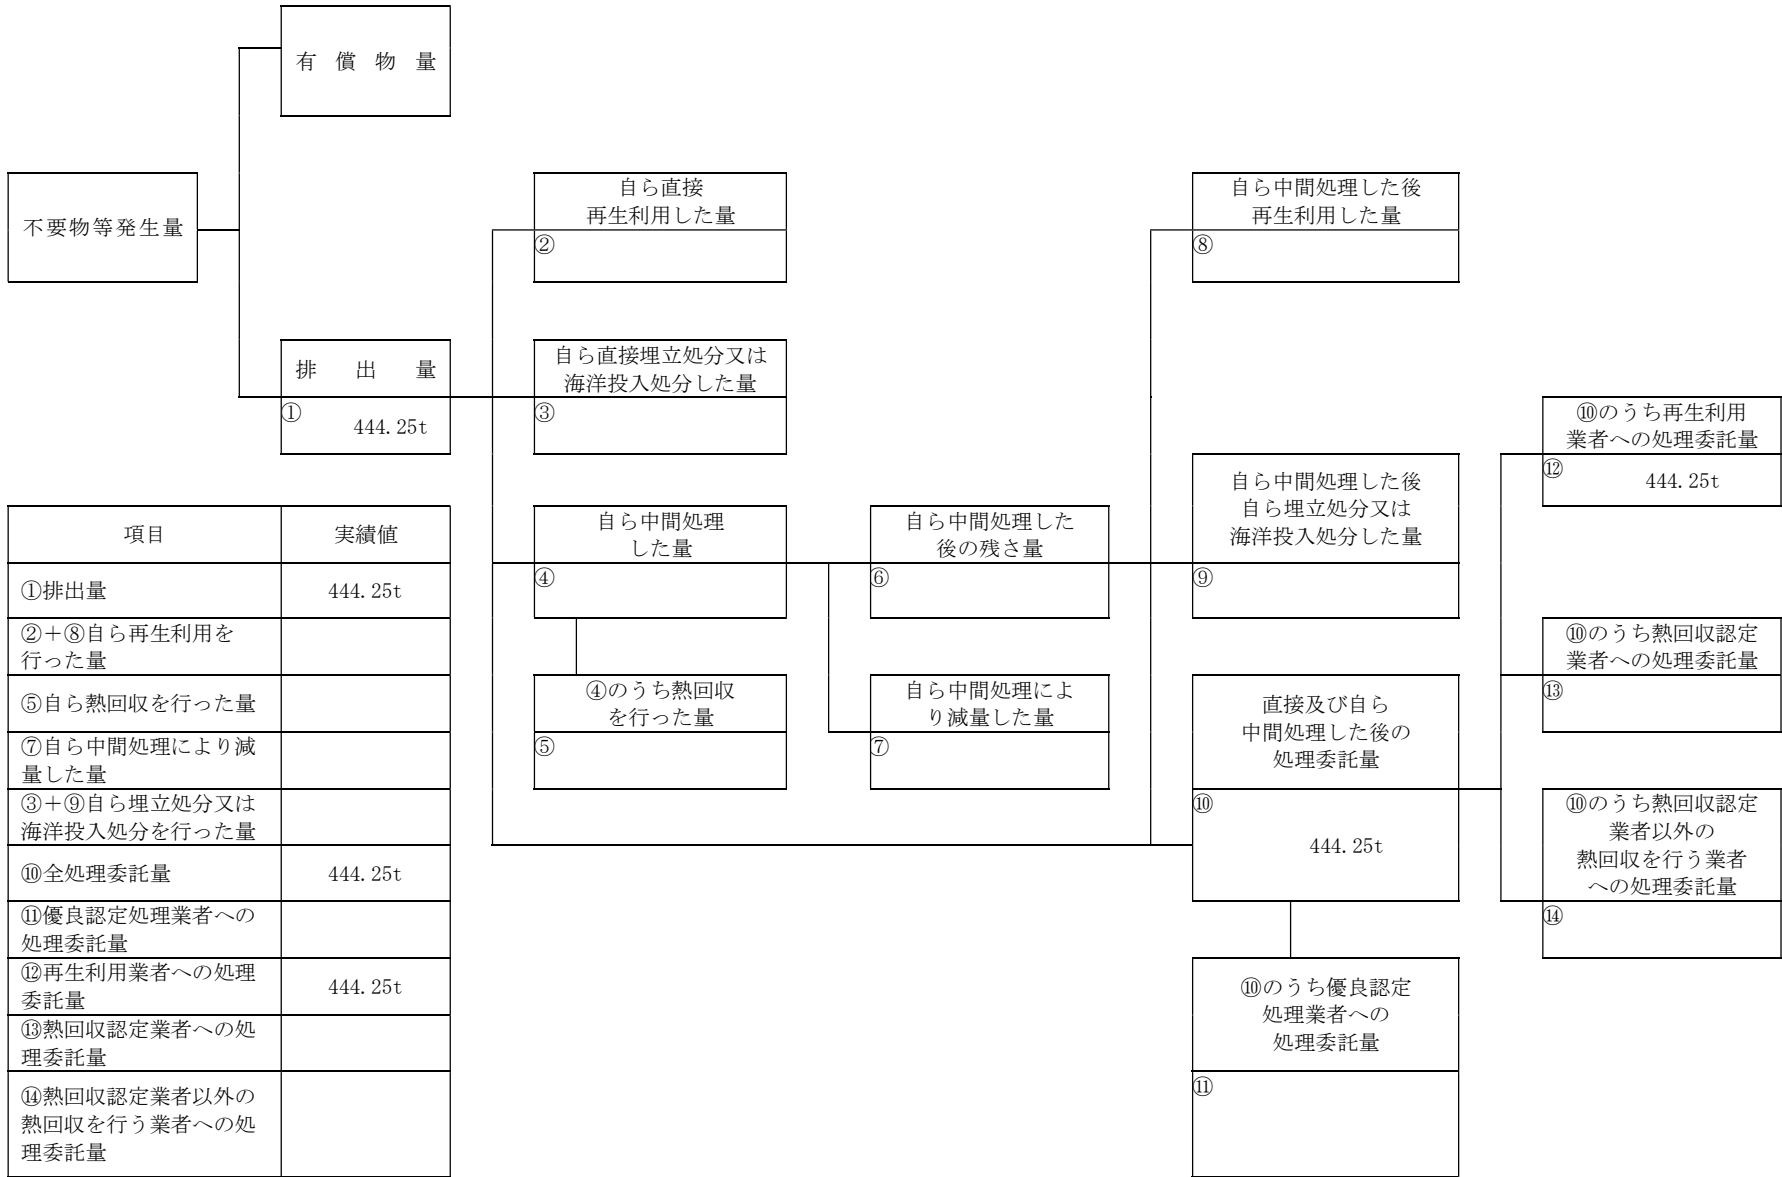 有償物量
不要物等発生量
排出量
①
444.25t
自ら直接
再生利用した量
②
自ら直接埋立処分又は
海洋投入処分した量
③
自ら中間処理
した量
④
④のうち熱回収
を行った量
⑤
自ら中間処理した
後の残さ量
⑥
自ら中間処理によ
り減量した量
⑦
自ら中間処理した後
再生利用した量
⑧
自ら中間処理した後
自ら埋立処分又は
海洋投入処分した量
⑨
直接及び自ら
中間処理した後の
処理委託量
⑩
444.25t
⑩のうち優良認定
処理業者への
処理委託量
⑪
⑩のうち再生利用
業者への処理委託量
⑫
444.25t
⑩のうち熱回収認定
業者への処理委託量
⑬
⑩のうち熱回収認定
業者以外の
熱回収を行う業者
への処理委託量
⑭
項目 実績値
①排出量 444.25t
②＋⑧自ら再生利用を
行った量
⑤自ら熱回収を行った量
⑦自ら中間処理により減
量した量
③＋⑨自ら埋立処分又は
海洋投入処分を行った量
⑩全処理委託量 444.25t
⑪優良認定処理業者への
処理委託量
⑫再生利用業者への処理
委託量 444.25t
⑬熱回収認定業者への処
理委託量
⑭熱回収認定業者以外の
熱回収を行う業者への処
理委託量